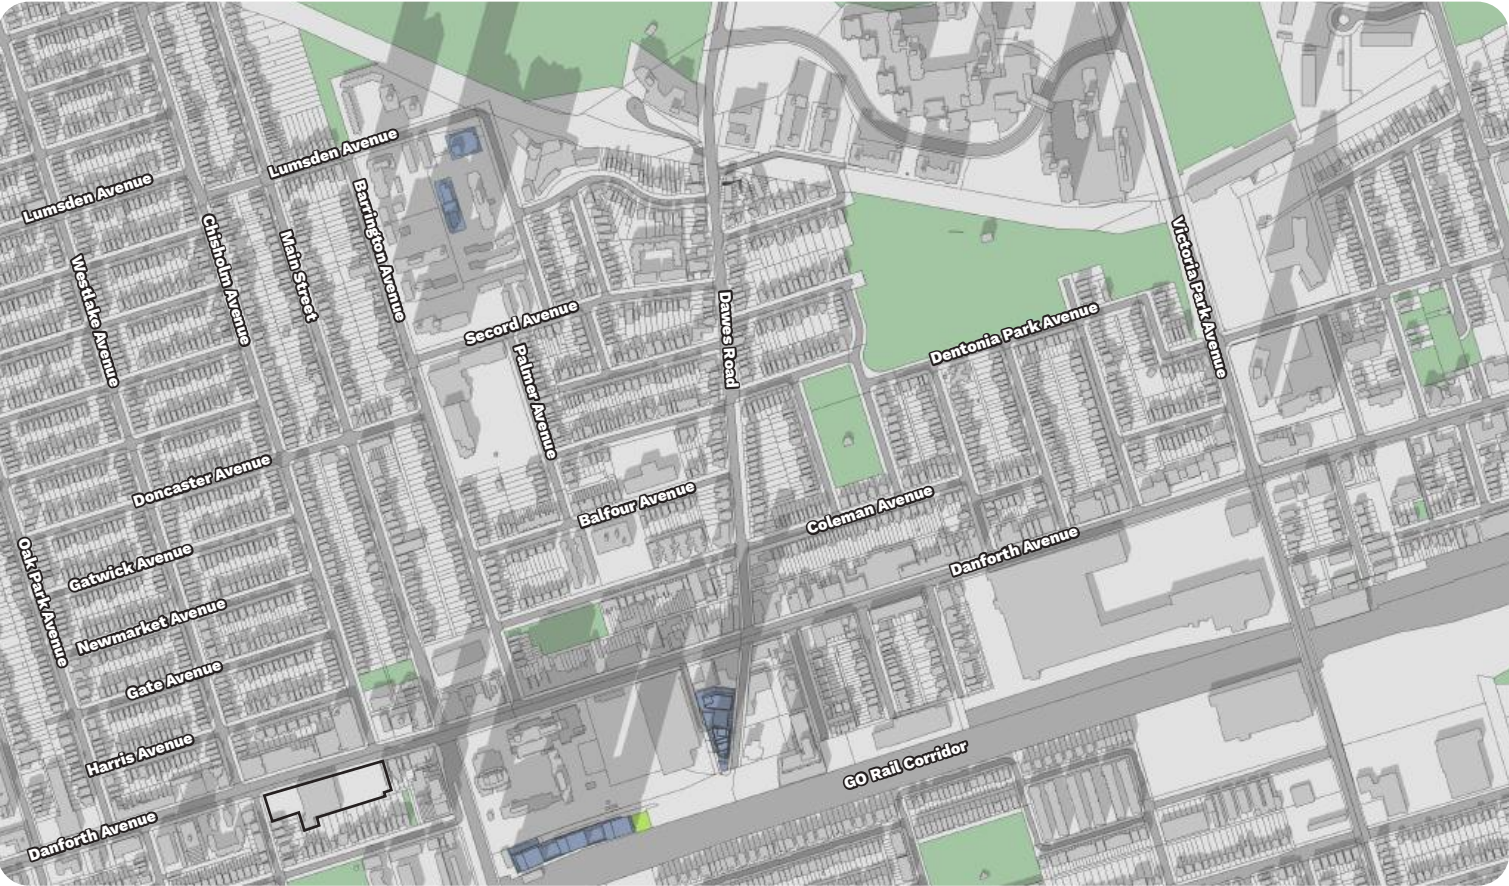 Lumsden Avenue
Lumsden Avenue
Barrington Avenue
Chisholm Avenue
Main Street
Westlake Avenue
Victoria Park Avenue
Dawes Road
Secord Avenue
Dentonia Park Avenue
Palmer Avenue
Doncaster Avenue
Balfour Avenue
Coleman Avenue
Danforth Avenue
Oak Park Avenue
Gatwick Avenue
Newmarket Avenue
Gate Avenue
Harris Avenue
GO Rail Corridor
Danforth Avenue